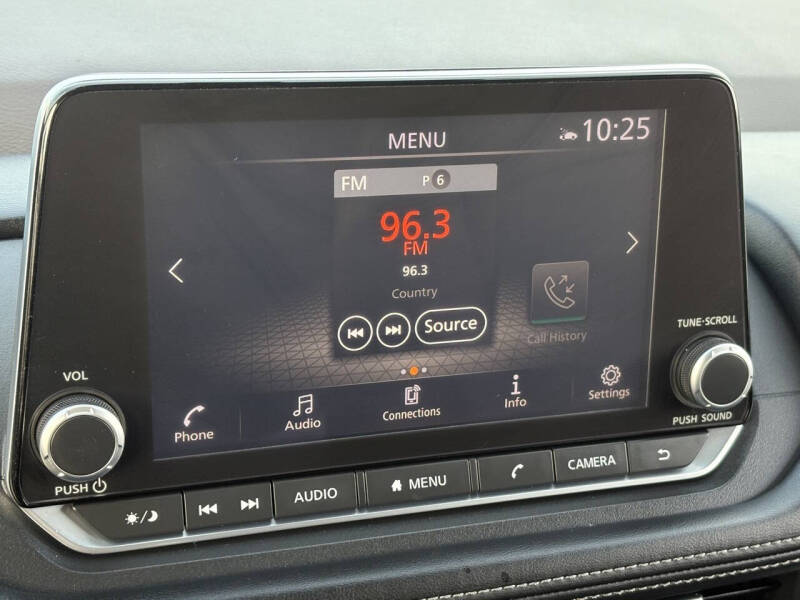 MENU
10:25
FM P 6
96.3
FM
96.3
Country
Source
Call History
TUNE·SCROLL
VOL
PUSH SOUND
Phone
Audio
Connections
Info
Settings
PUSH
AUDIO
MENU
CAMERA